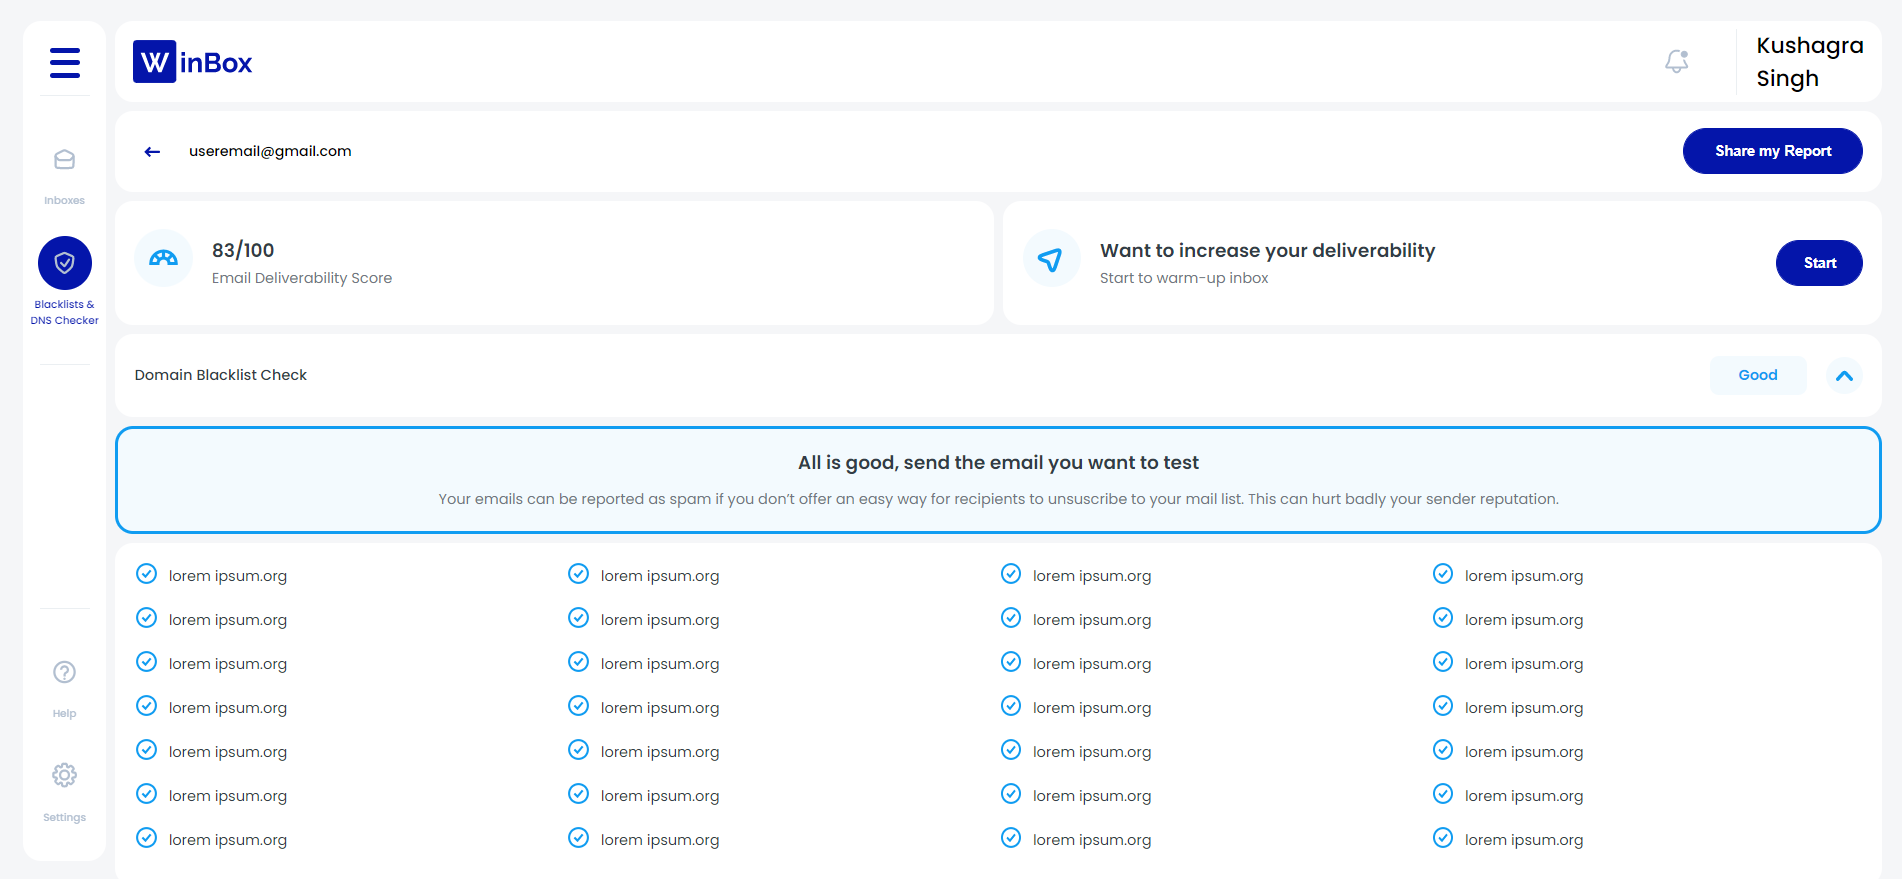 WinBox
Kushagra
Singh
useremail@gmail.com
Share my Report
Inboxes
83/100
Email Deliverability Score
Want to increase your deliverability
Start to warm-up inbox
Start
Blacklists &
DNS Checker
Domain Blacklist Check
Good
All is good, send the email you want to test
Your emails can be reported as spam if you don't offer an easy way for recipients to unsuscribe to your mail list. This can hurt badly your sender reputation.
lorem ipsum.org lorem ipsum.org lorem ipsum.org lorem ipsum.org
lorem ipsum.org lorem ipsum.org lorem ipsum.org lorem ipsum.org
lorem ipsum.org lorem ipsum.org lorem ipsum.org lorem ipsum.org
lorem ipsum.org lorem ipsum.org lorem ipsum.org lorem ipsum.org
lorem ipsum.org lorem ipsum.org lorem ipsum.org lorem ipsum.org
lorem ipsum.org lorem ipsum.org lorem ipsum.org lorem ipsum.org
lorem ipsum.org lorem ipsum.org lorem ipsum.org lorem ipsum.org
Help
Settings